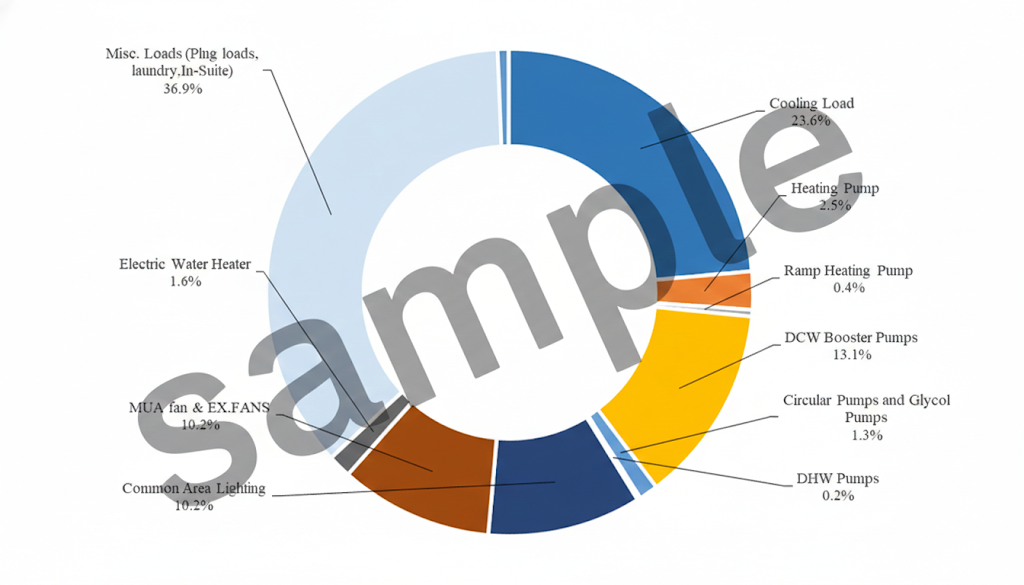 Misc. Loads (Plng loads,
laundry,In-Suite)
36.9%
Cooling Load
23.6%
Heating Pump
2.5%
Ramp Heating Pump
0.4%
DCW Booster Pumps
13.1%
Circular Pumps and Glycol
Pumps
1.3%
DHW Pumps
0.2%
Common Area Lighting
10.2%
MUA fan & EX.FANS
10.2%
Electric Water Heater
1.6%
sample